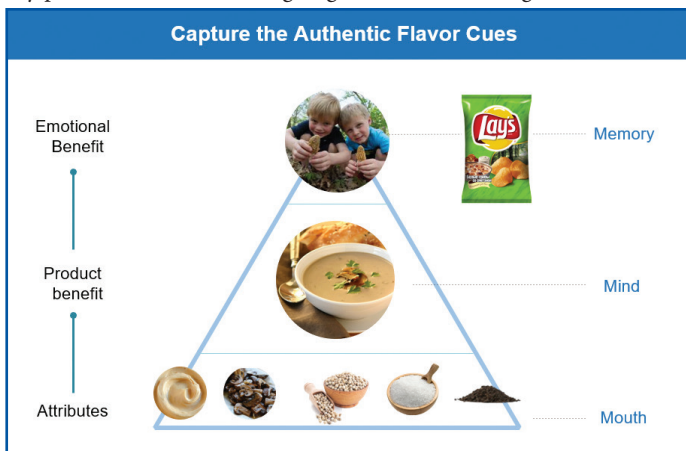 Capture the Authentic Flavor Cues
Emotional
Benefit
Lay's
Memory
Product
benefit
Mind
Attributes
Mouth